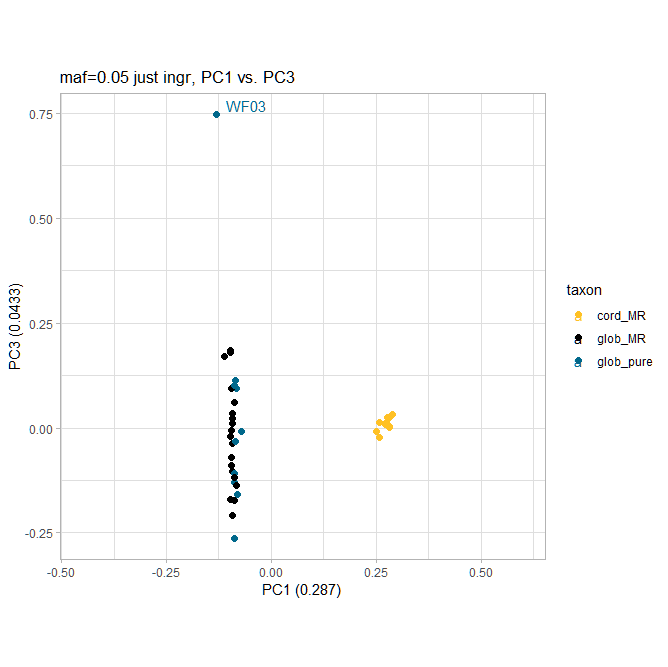 maf=0.05 just ingr, PC1 vs. PC3
WF03
0.75
0.50
0.25
0.00
-0.25
PC3 (0.0433)
-0.50
-0.25
0.00
0.25
0.50
PC1 (0.287)
taxon
a cord_MR
a glob_MR
a glob_pure